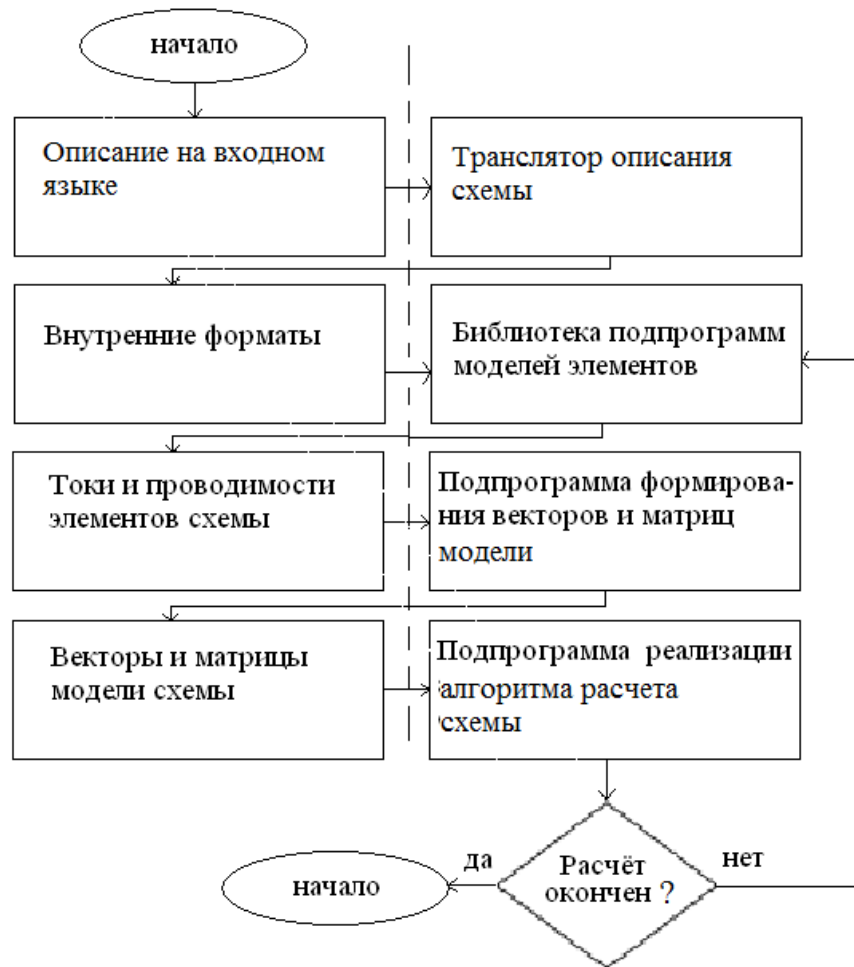 начало
Описание на входном
языке
Транслятор описания
схемы
Внутренние форматы
Библиотека подпрограмм
моделей элементов
Токи и проводимости
элементов схемы
Подпрограмма формирова-
ния векторов и матриц
модели
Векторы и матрицы
модели схемы
Подпрограмма реализации
алгоритма расчета
схемы
да
Расчёт
окончен ?
нет
начало